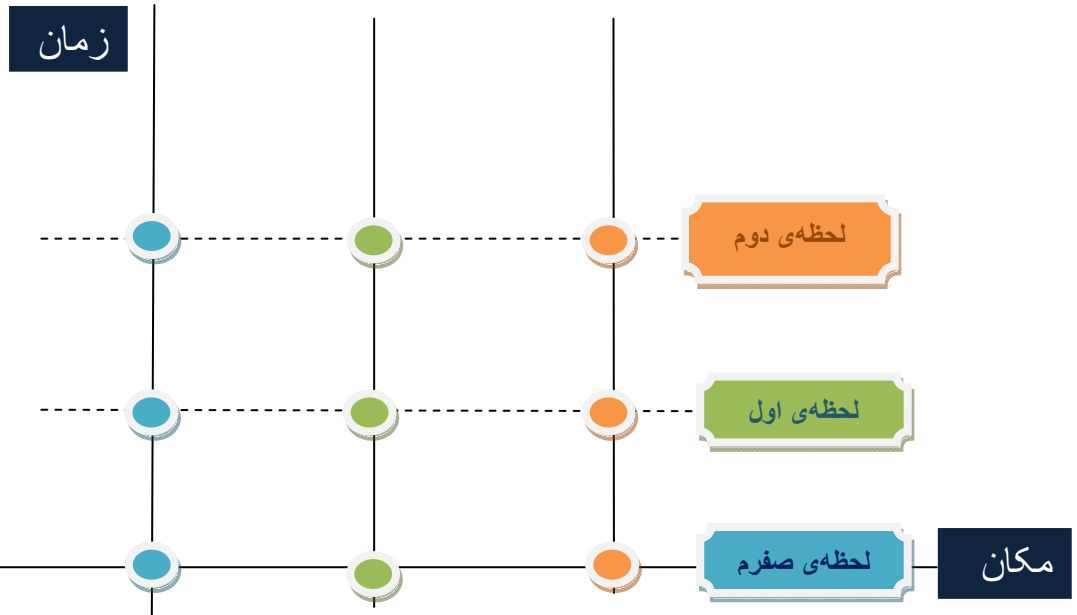 زمان
لحظه‌ی دوم
لحظه‌ی اول
لحظه‌ی صفرم
مکان